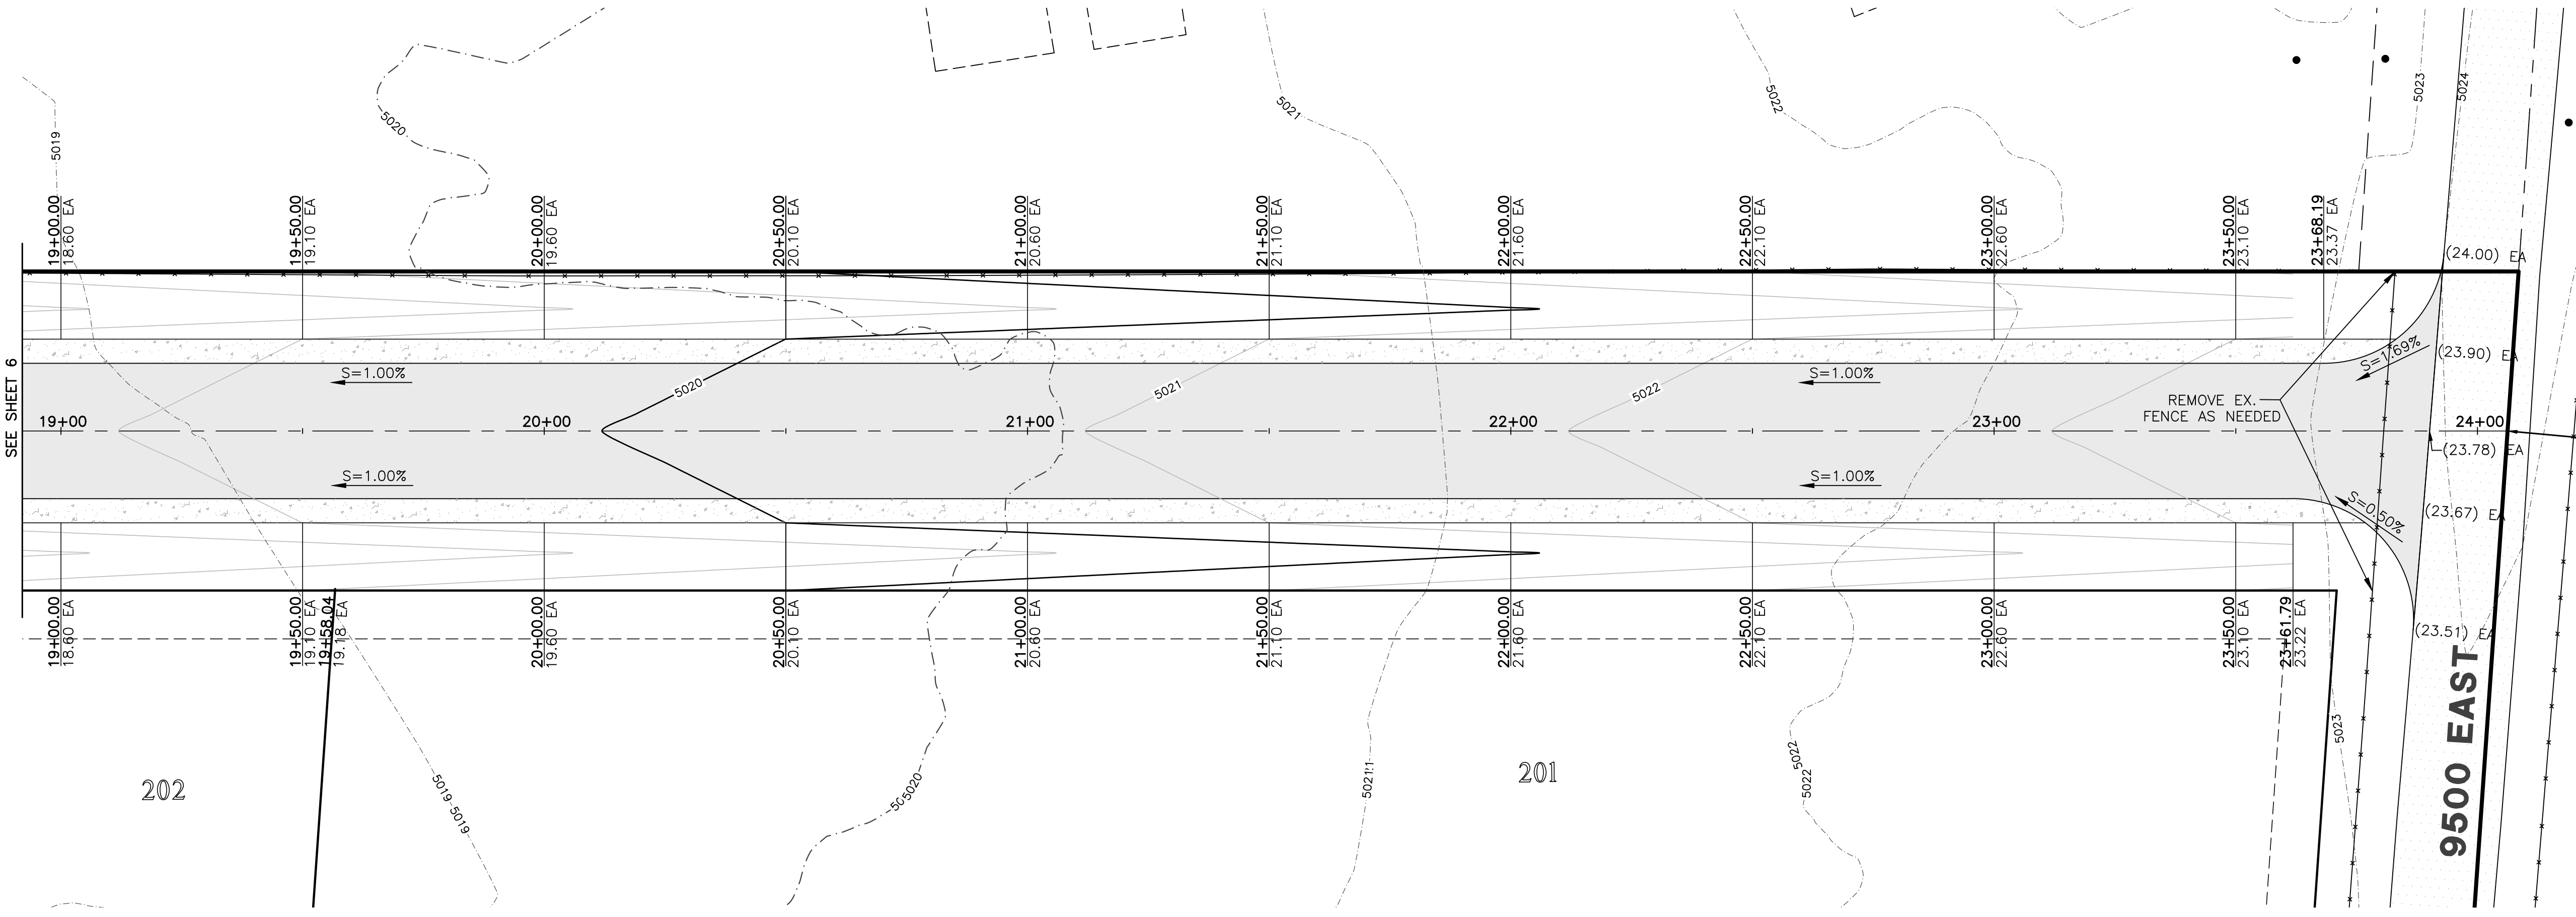 5019
5020
5021
5022
5023
5024
19+00.00
18.60 EA
19+50.00
19.10 EA
20+00.00
19.60 EA
20+50.00
20.10 EA
21+00.00
20.60 EA
21+50.00
21.10 EA
22+00.00
21.60 EA
22+50.00
22.10 EA
23+00.00
22.60 EA
23+50.00
23.10 EA
23+68.19
23.37 EA
(24.00) EA
SEE SHEET 6
S=1.00%
S=1.00%
S=1.69%
(23.90) EA
5020
5021
5022
REMOVE EX.
FENCE AS NEEDED
19+00
20+00
21+00
22+00
23+00
24+00
(23.78) EA
S=1.00%
S=1.00%
S=0.50%
(23.67) EA
19+00.00
18.60 EA
19+50.00
19.10 EA
19+58.04
19.18 EA
20+00.00
19.60 EA
20+50.00
20.10 EA
21+00.00
20.60 EA
21+50.00
21.10 EA
22+00.00
21.60 EA
22+50.00
22.10 EA
23+00.00
22.60 EA
23+50.00
23.10 EA
23+61.79
23.22 EA
(23.51) EA
9500 EAST
202
201
5019
5019
5020
5021
5022
5022
5023